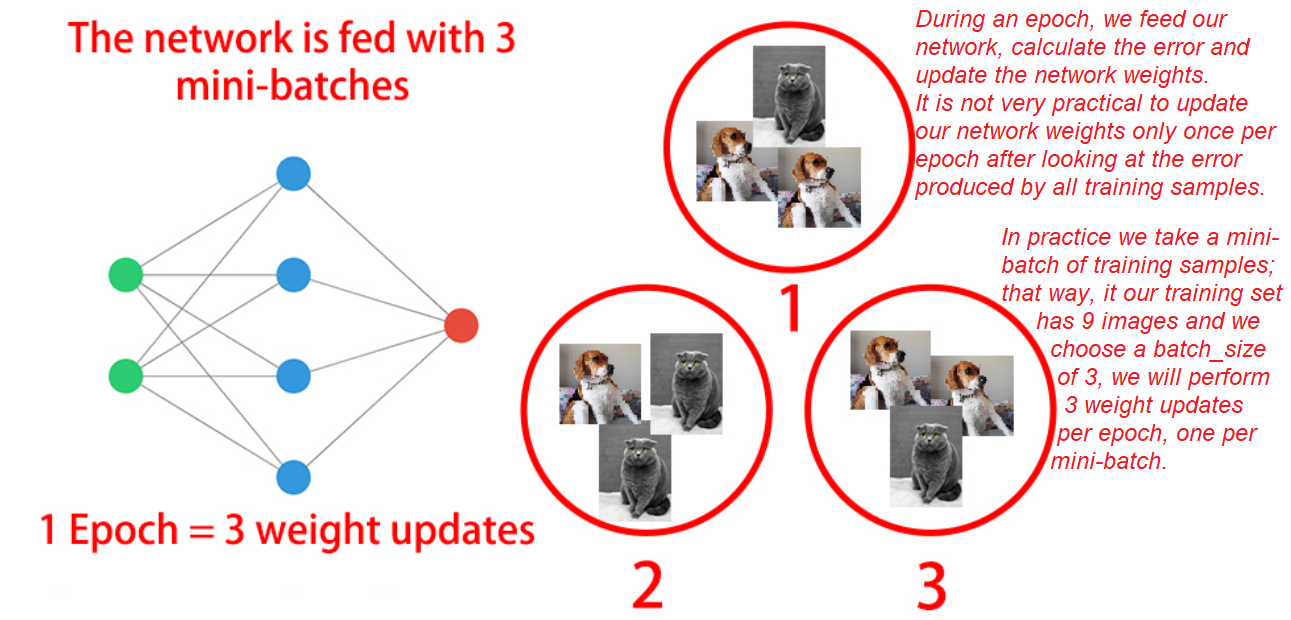 The network is fed with 3
mini-batches
1 Epoch = 3 weight updates
1
2
3
During an epoch, we feed our
network, calculate the error and
update the network weights.
It is not very practical to update
our network weights only once per
epoch after looking at the error
produced by all training samples.
In practice we take a mini-
batch of training samples;
that way, it our training set
has 9 images and we
choose a batch_size
of 3, we will perform
3 weight updates
per epoch, one per
mini-batch.